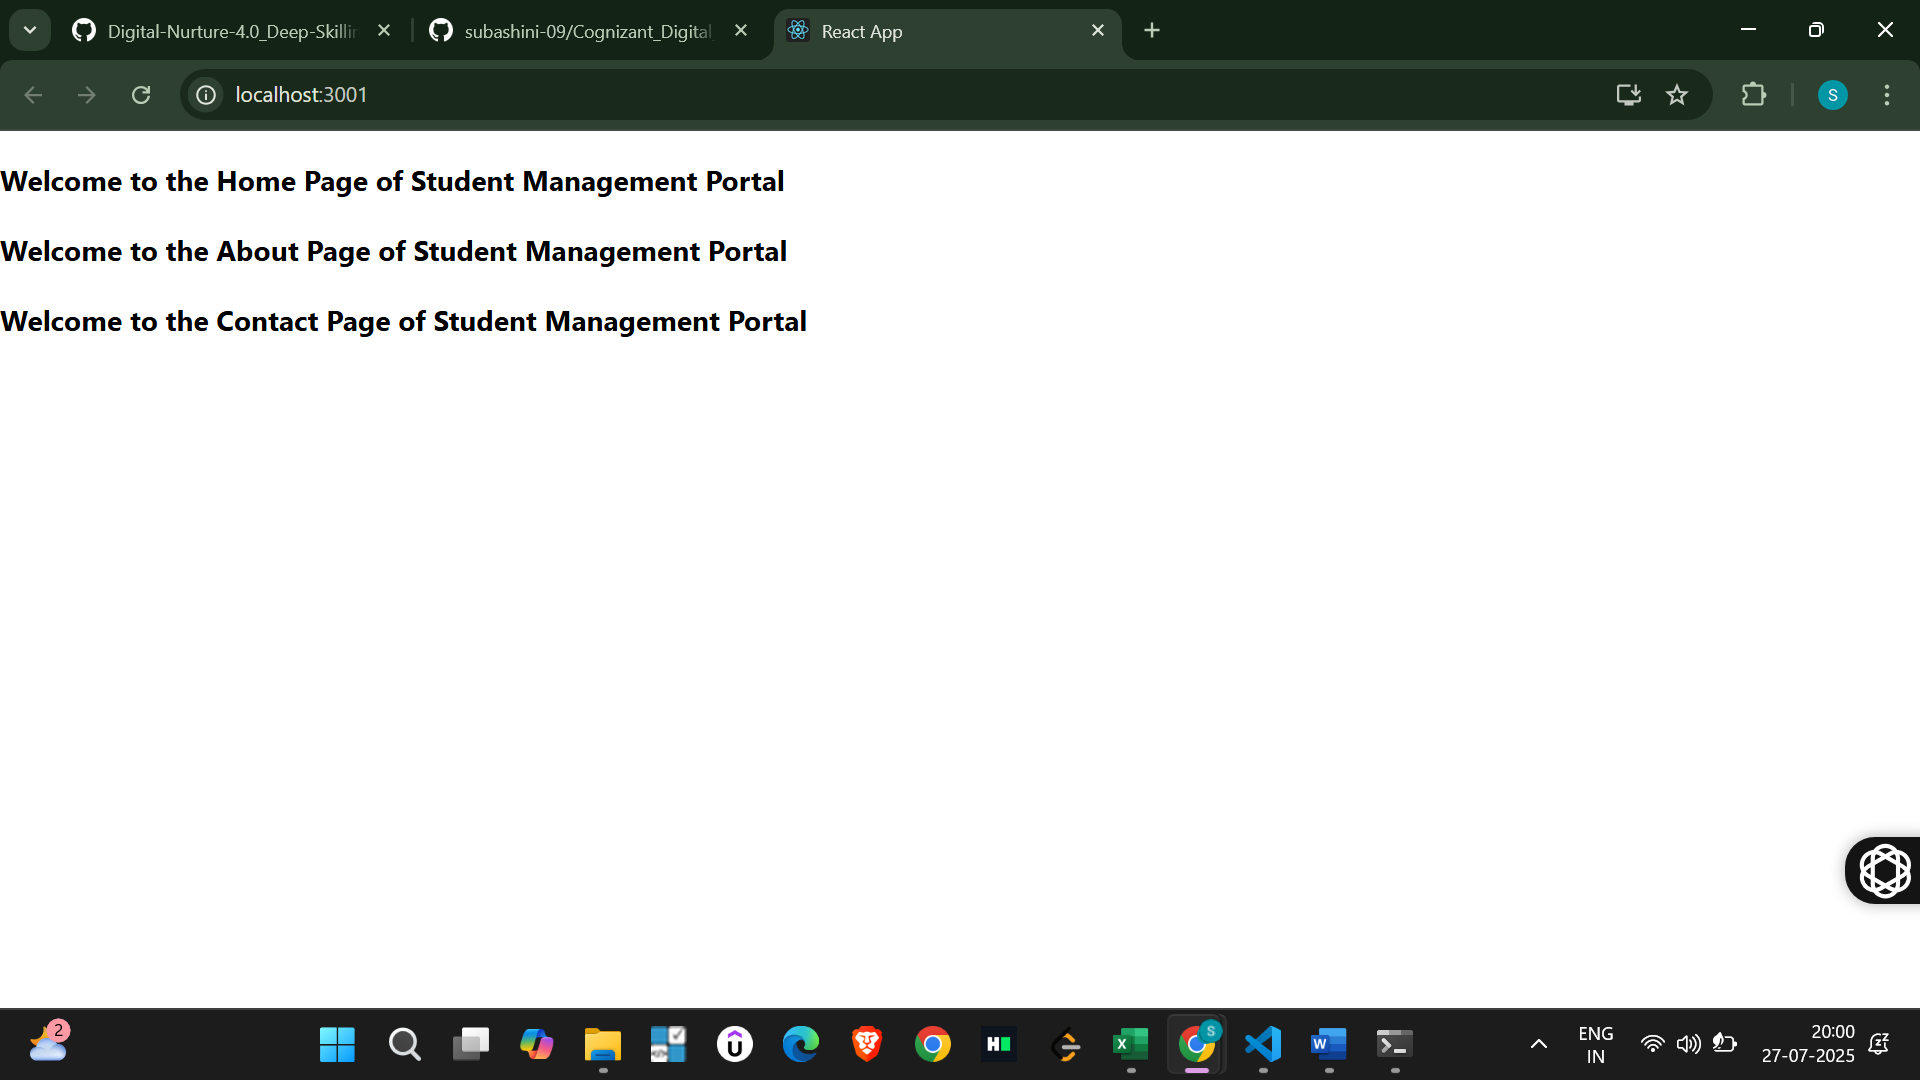 Digital-Nurture-4.0_Deep-Skillin
subashini-09/Cognizant_Digital_
React App
localhost:3001
S
Welcome to the Home Page of Student Management Portal
Welcome to the About Page of Student Management Portal
Welcome to the Contact Page of Student Management Portal
2
H
X
S
W
ENG
IN
20:00
27-07-2025